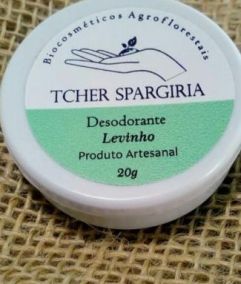 Biocosméticos Agroflorestais
TCHER SPARGIRIA
Desodorante
Levinho
Produto Artesanal
20g